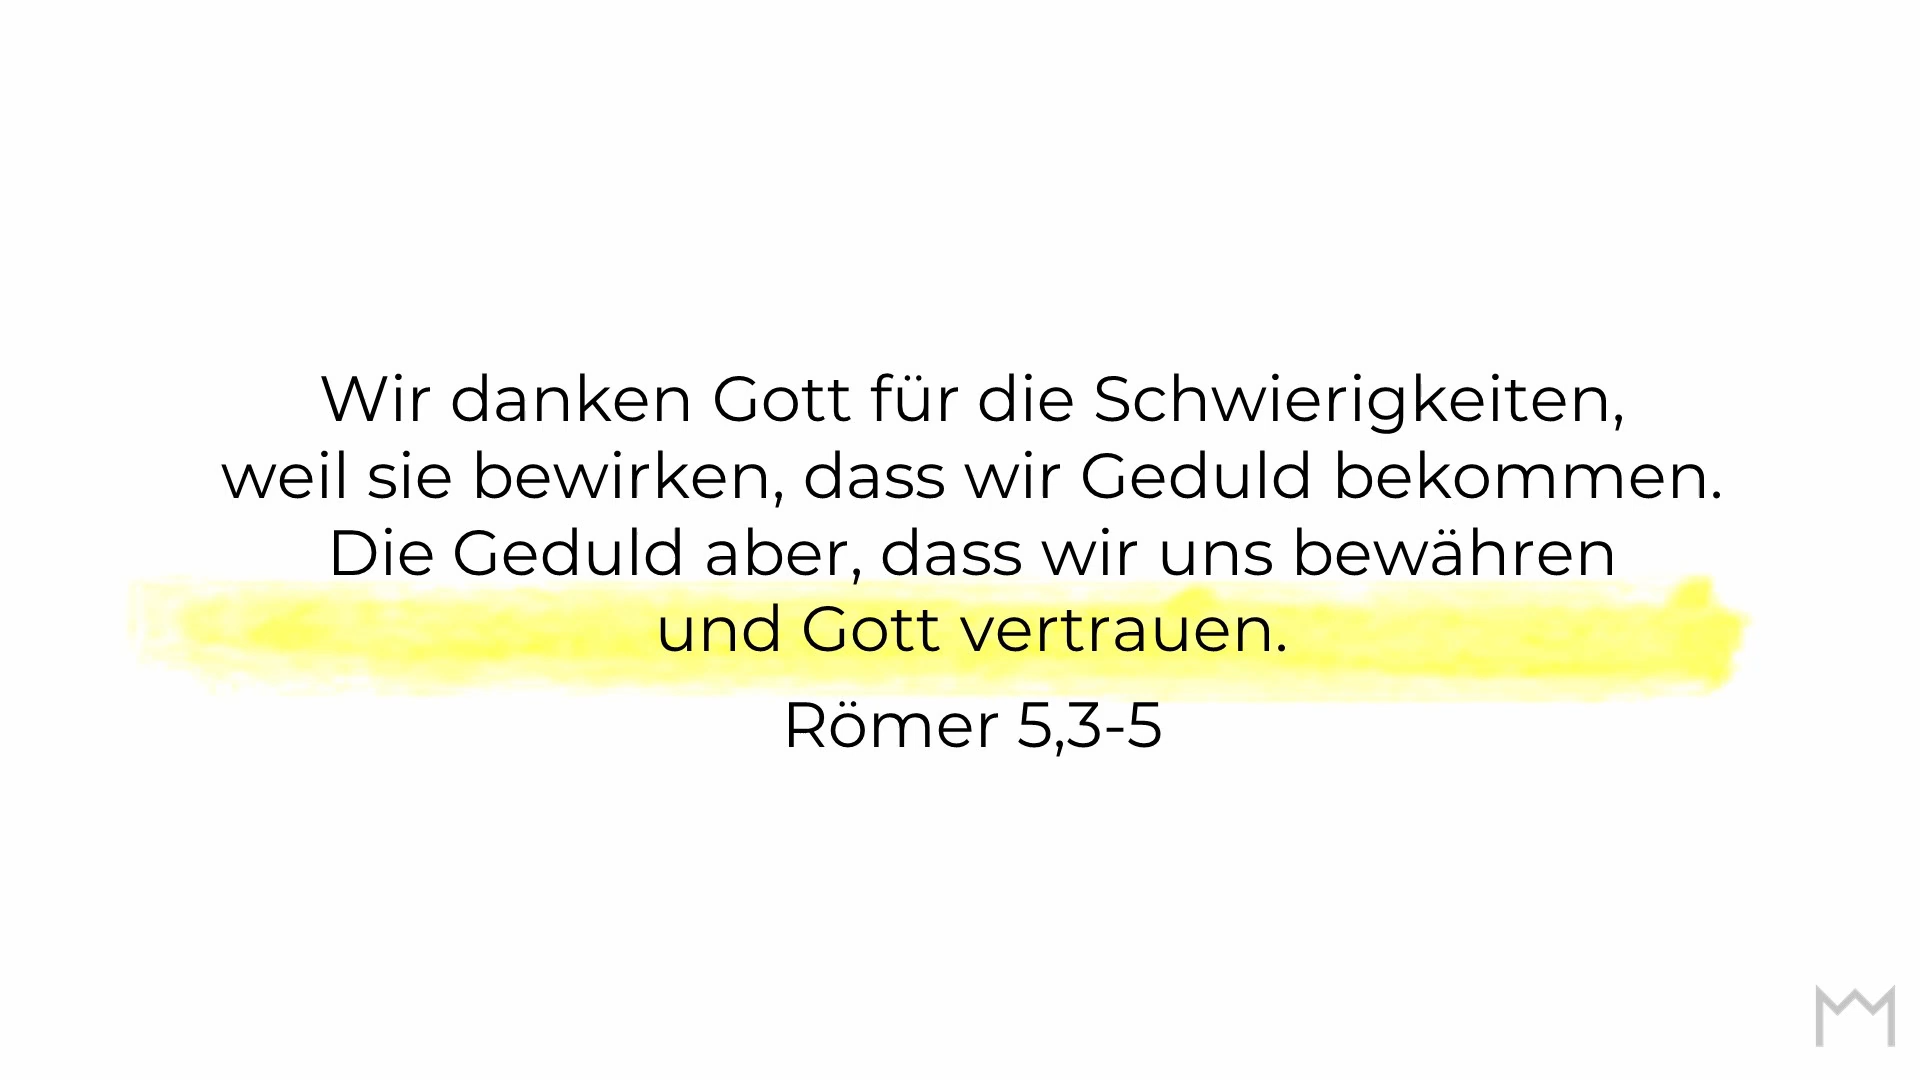 Wir danken Gott für die Schwierigkeiten,
weil sie bewirken, dass wir Geduld bekommen.
Die Geduld aber, dass wir uns bewähren
und Gott vertrauen.
Römer 5,3-5